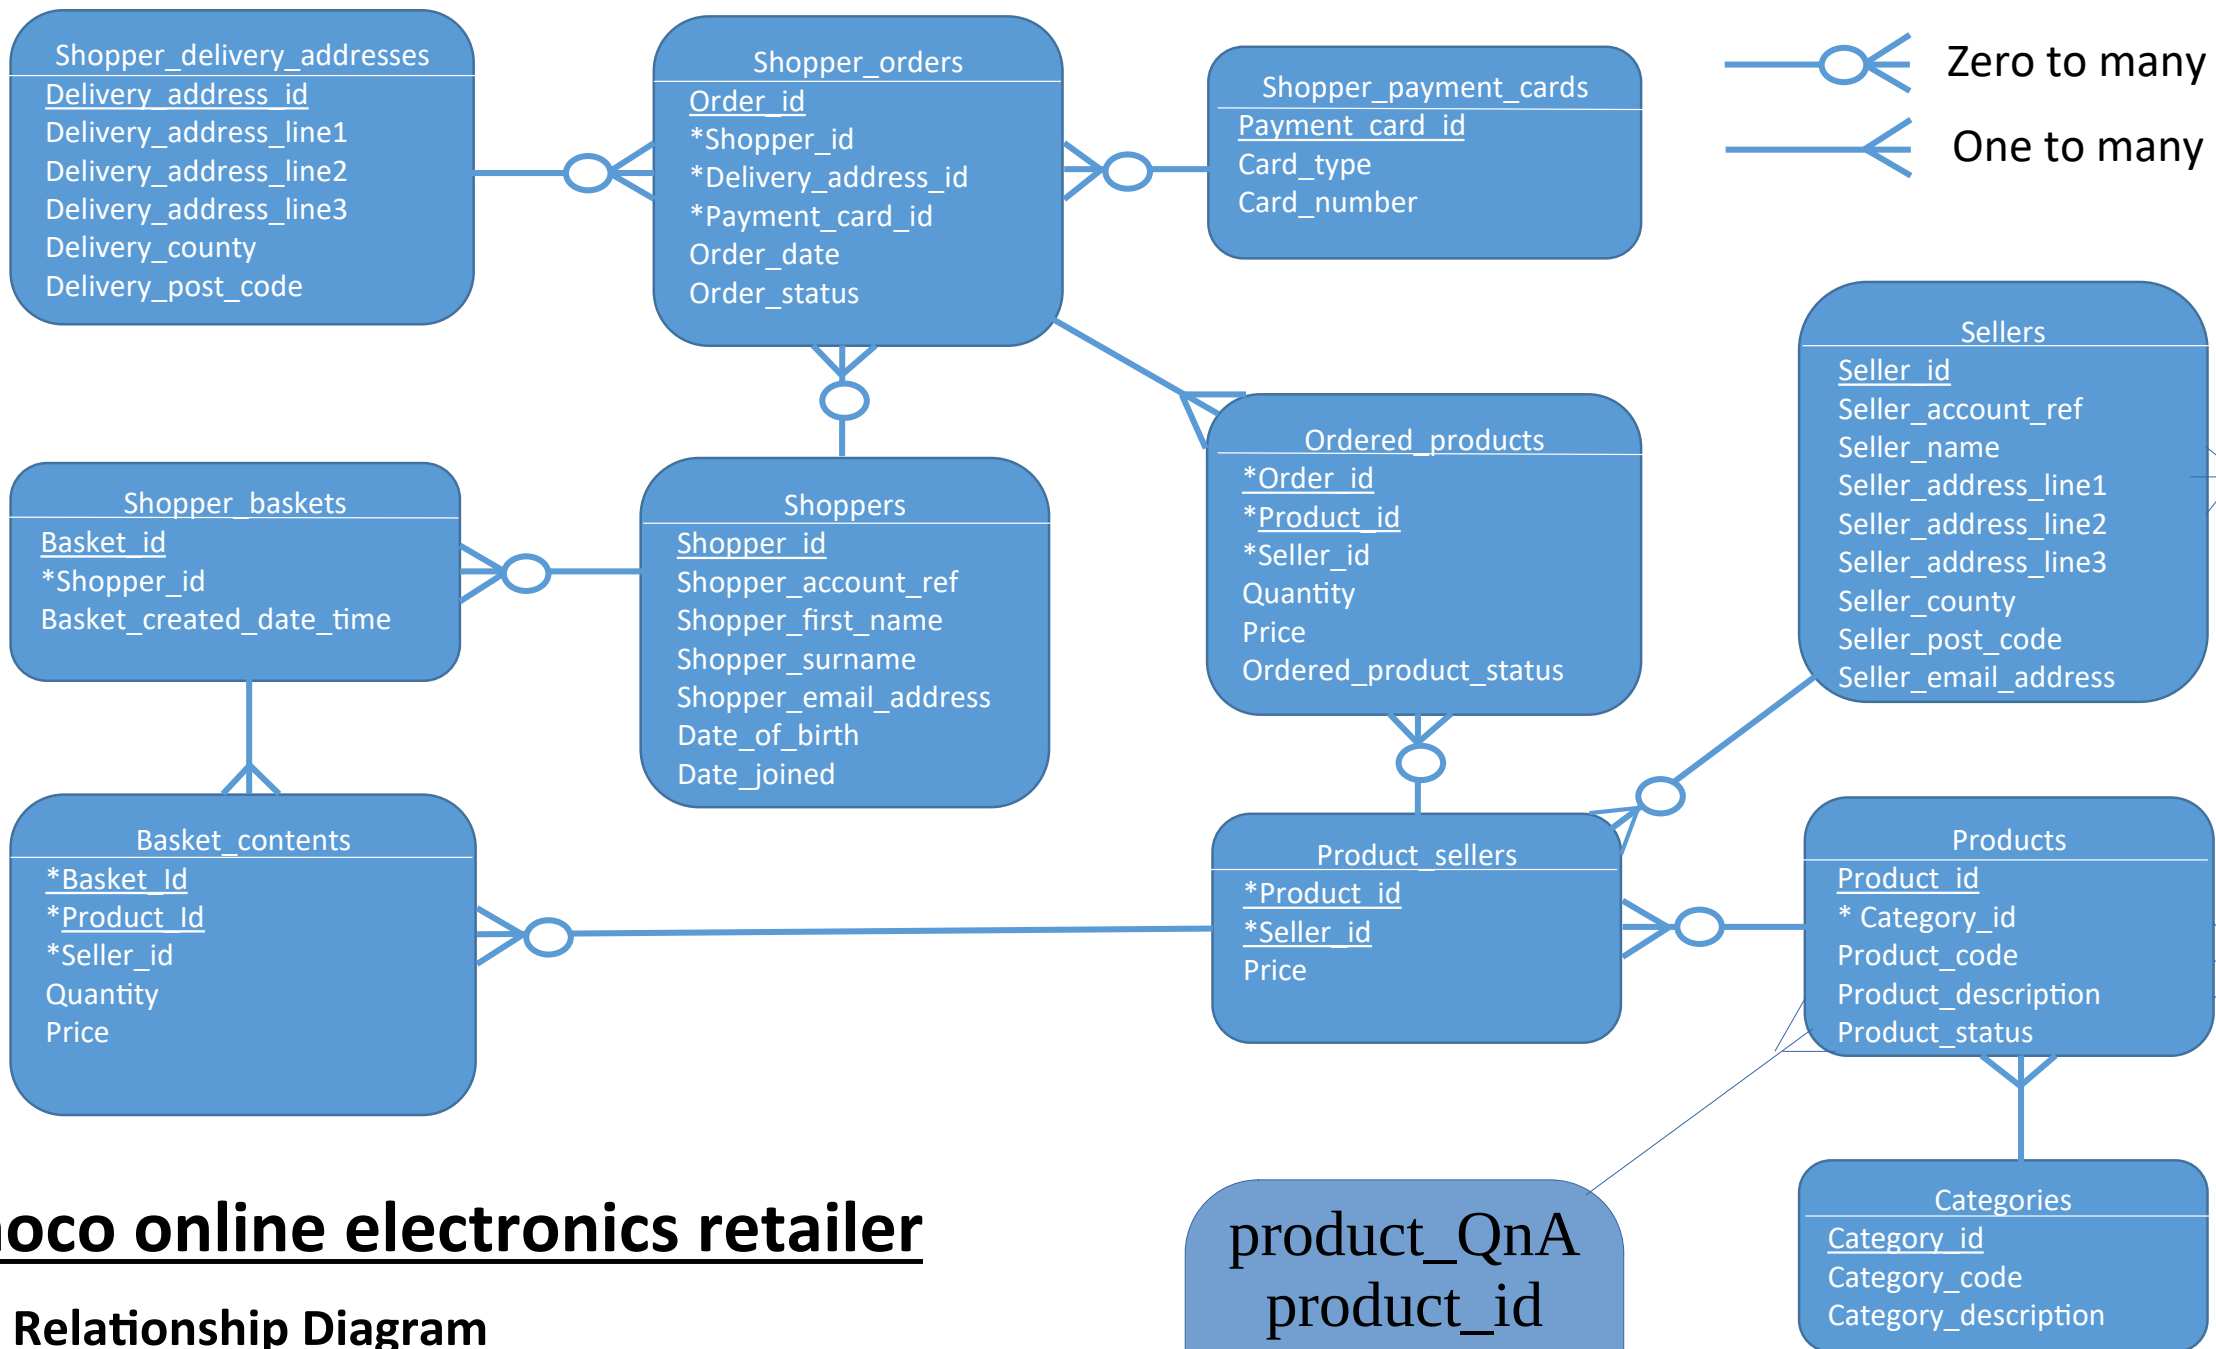 Shopper_delivery_addresses
Delivery_address_id
Delivery_address_line1
Delivery_address_line2
Delivery_address_line3
Delivery_county
Delivery_post_code
Shopper_orders
Order_id
*Shopper_id
*Delivery_address_id
*Payment_card_id
Order_date
Order_status
Shopper_payment_cards
Payment_card_id
Card_type
Card_number
Zero to many
One to many
Sellers
Seller_id
Seller_account_ref
Seller_name
Seller_address_line1
Seller_address_line2
Seller_address_line3
Seller_county
Seller_post_code
Seller_email_address
Shopper_baskets
Basket_id
*Shopper_id
Basket_created_date_time
Shoppers
Shopper_id
Shopper_account_ref
Shopper_first_name
Shopper_surname
Shopper_email_address
Date_of_birth
Date_joined
Ordered_products
*Order_id
*Product_id
*Seller_id
Quantity
Price
Ordered_product_status
Basket_contents
*Basket_Id
*Product_Id
*Seller_id
Quantity
Price
Product_sellers
*Product_id
*Seller_id
Price
Products
Product_id
* Category_id
Product_code
Product_description
Product_status
Categories
Category_id
Category_code
Category_description
product_QnA
product_id
online electronics retailer
Relationship Diagram